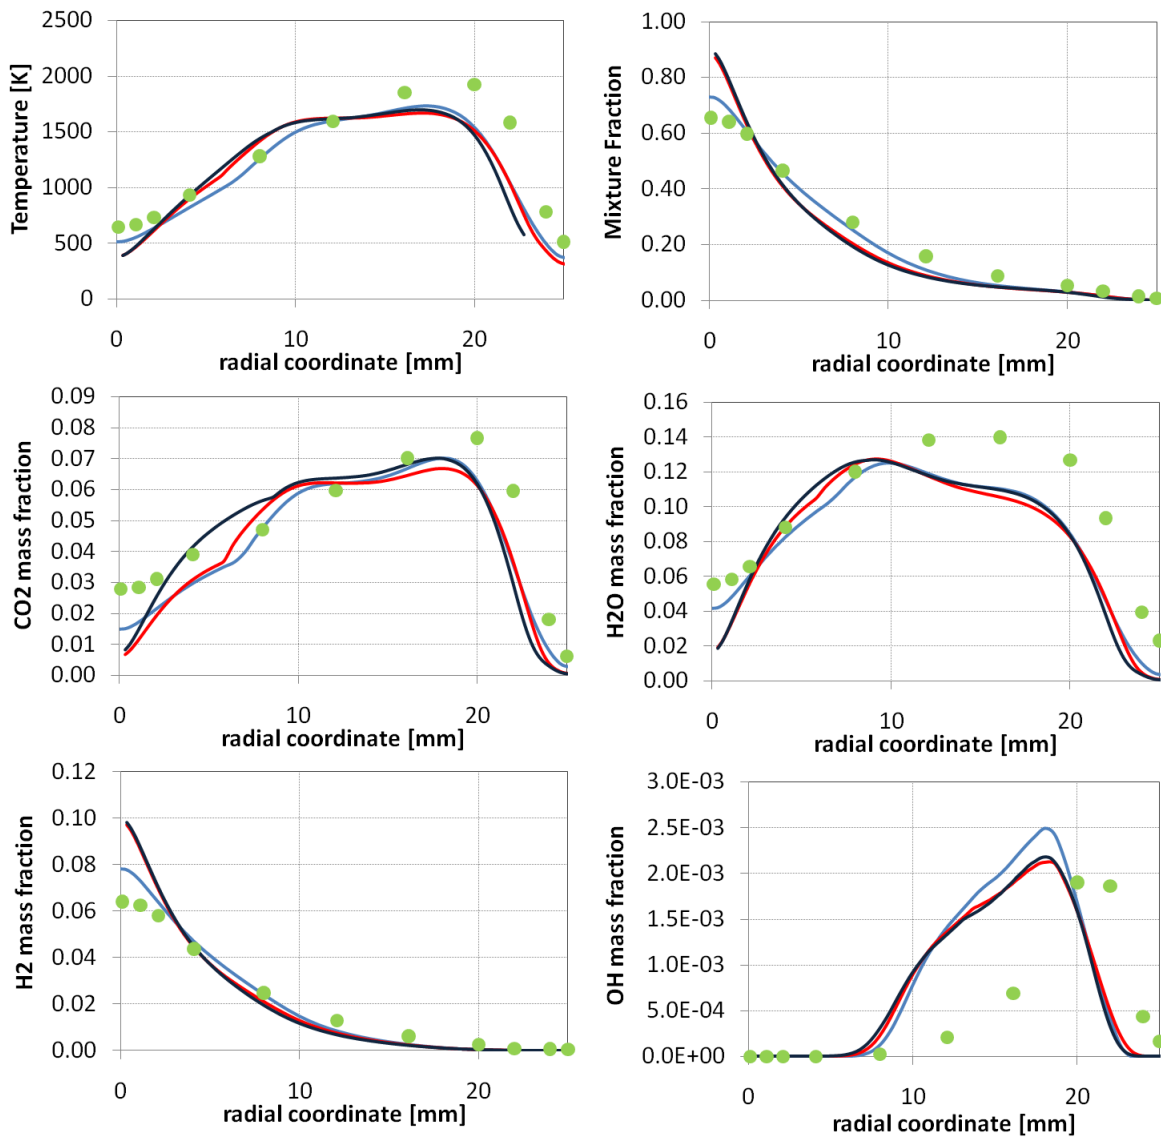 Temperature [K]
2500
2000
1500
1000
500
0
0 10 20
radial coordinate [mm]
Mixture Fraction
1.00
0.80
0.60
0.40
0.20
0.00
0 10 20
radial coordinate [mm]
CO2 mass fraction
0.09
0.08
0.07
0.06
0.05
0.04
0.03
0.02
0.01
0.00
0 10 20
radial coordinate [mm]
H2O mass fraction
0.16
0.14
0.12
0.10
0.08
0.06
0.04
0.02
0.00
0 10 20
radial coordinate [mm]
H2 mass fraction
0.12
0.10
0.08
0.06
0.04
0.02
0.00
0 10 20
radial coordinate [mm]
OH mass fraction
3.0E-03
2.5E-03
2.0E-03
1.5E-03
1.0E-03
5.0E-04
0.0E+00
0 10 20
radial coordinate [mm]